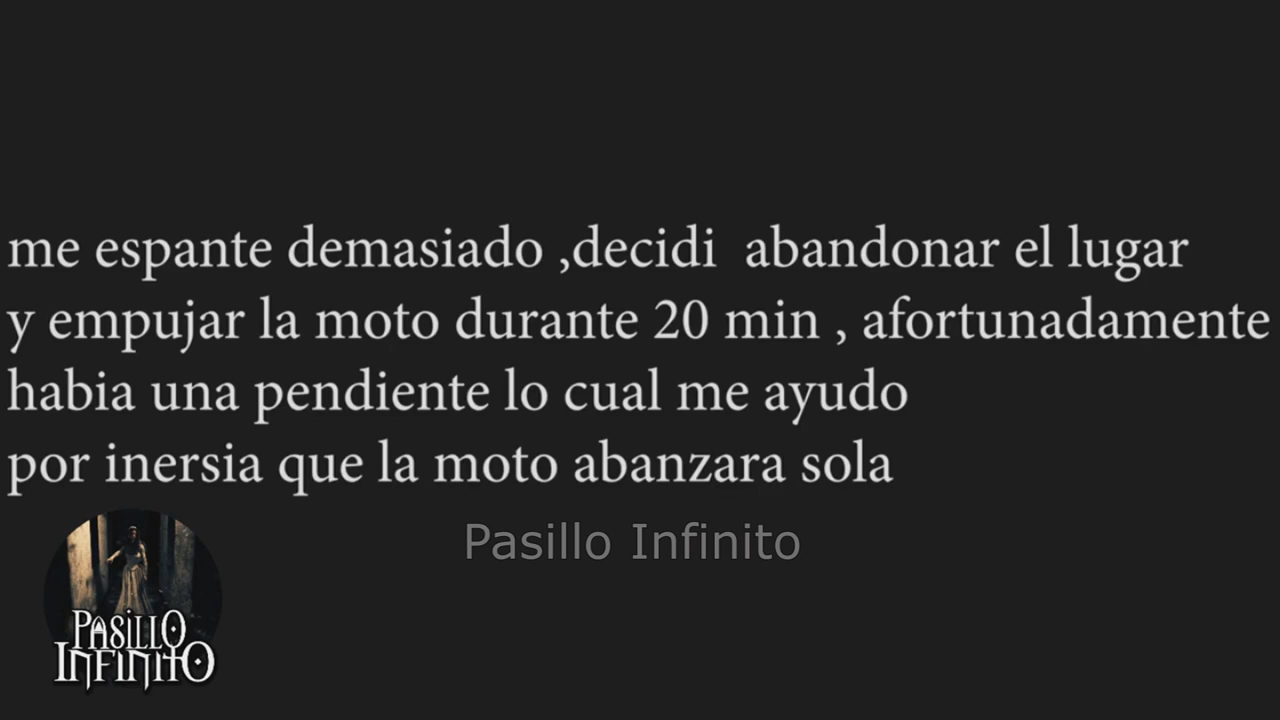 me espante demasiado ,decidi  abandonar el lugar
y empujar la moto durante 20 min , afortunadamente
habia una pendiente lo cual me ayudo
por inersia que la moto abanzara sola
Pasillo Infinito
PASILLO
INFINITO